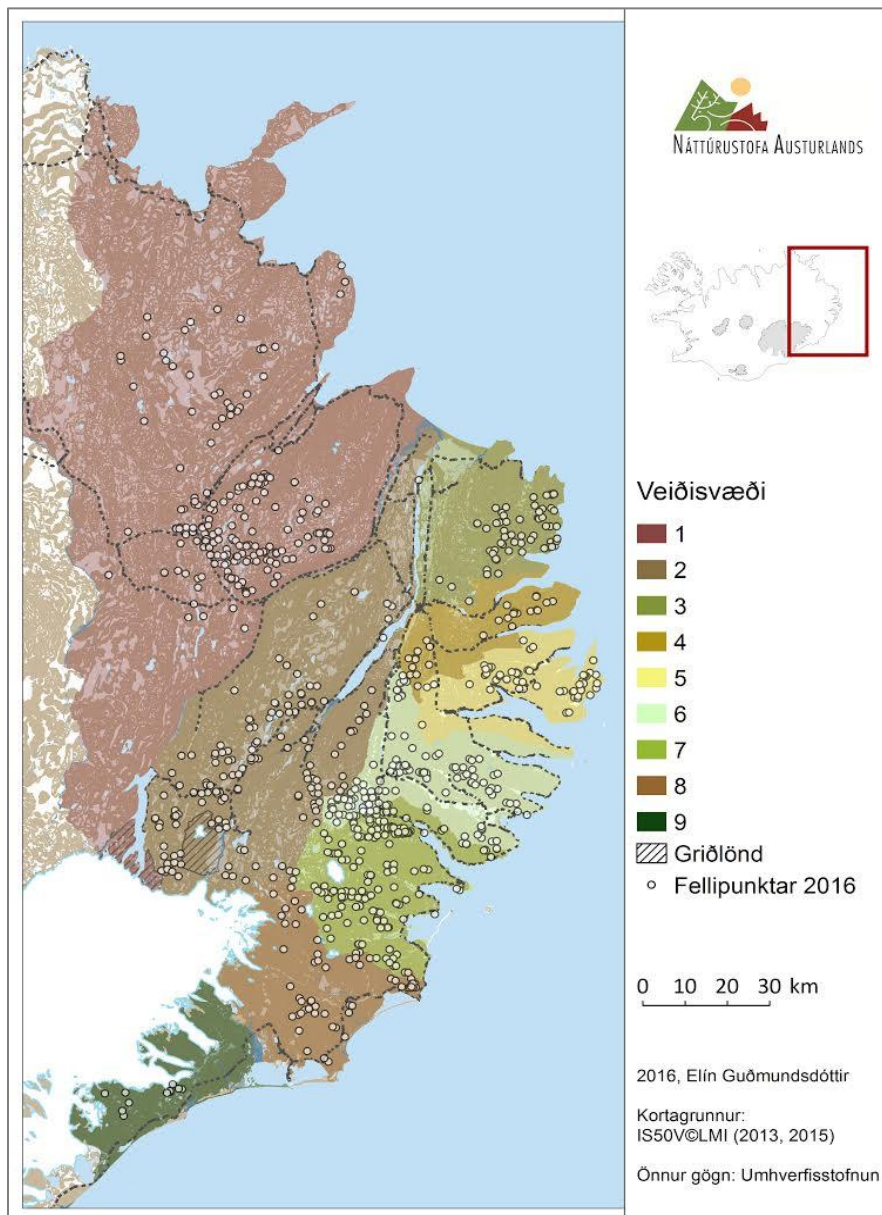 NÁTTÚRUSTOFA AUSTURLANDS
Veiðisvæði
1
2
3
4
5
6
7
8
9
Griðlönd
Fellipunktar 2016
0 10 20 30 km
2016, Elín Guðmundsdóttir
Kortagrunnur:
IS50V©LMI (2013, 2015)
Önnur gögn: Umhverfisstofnun